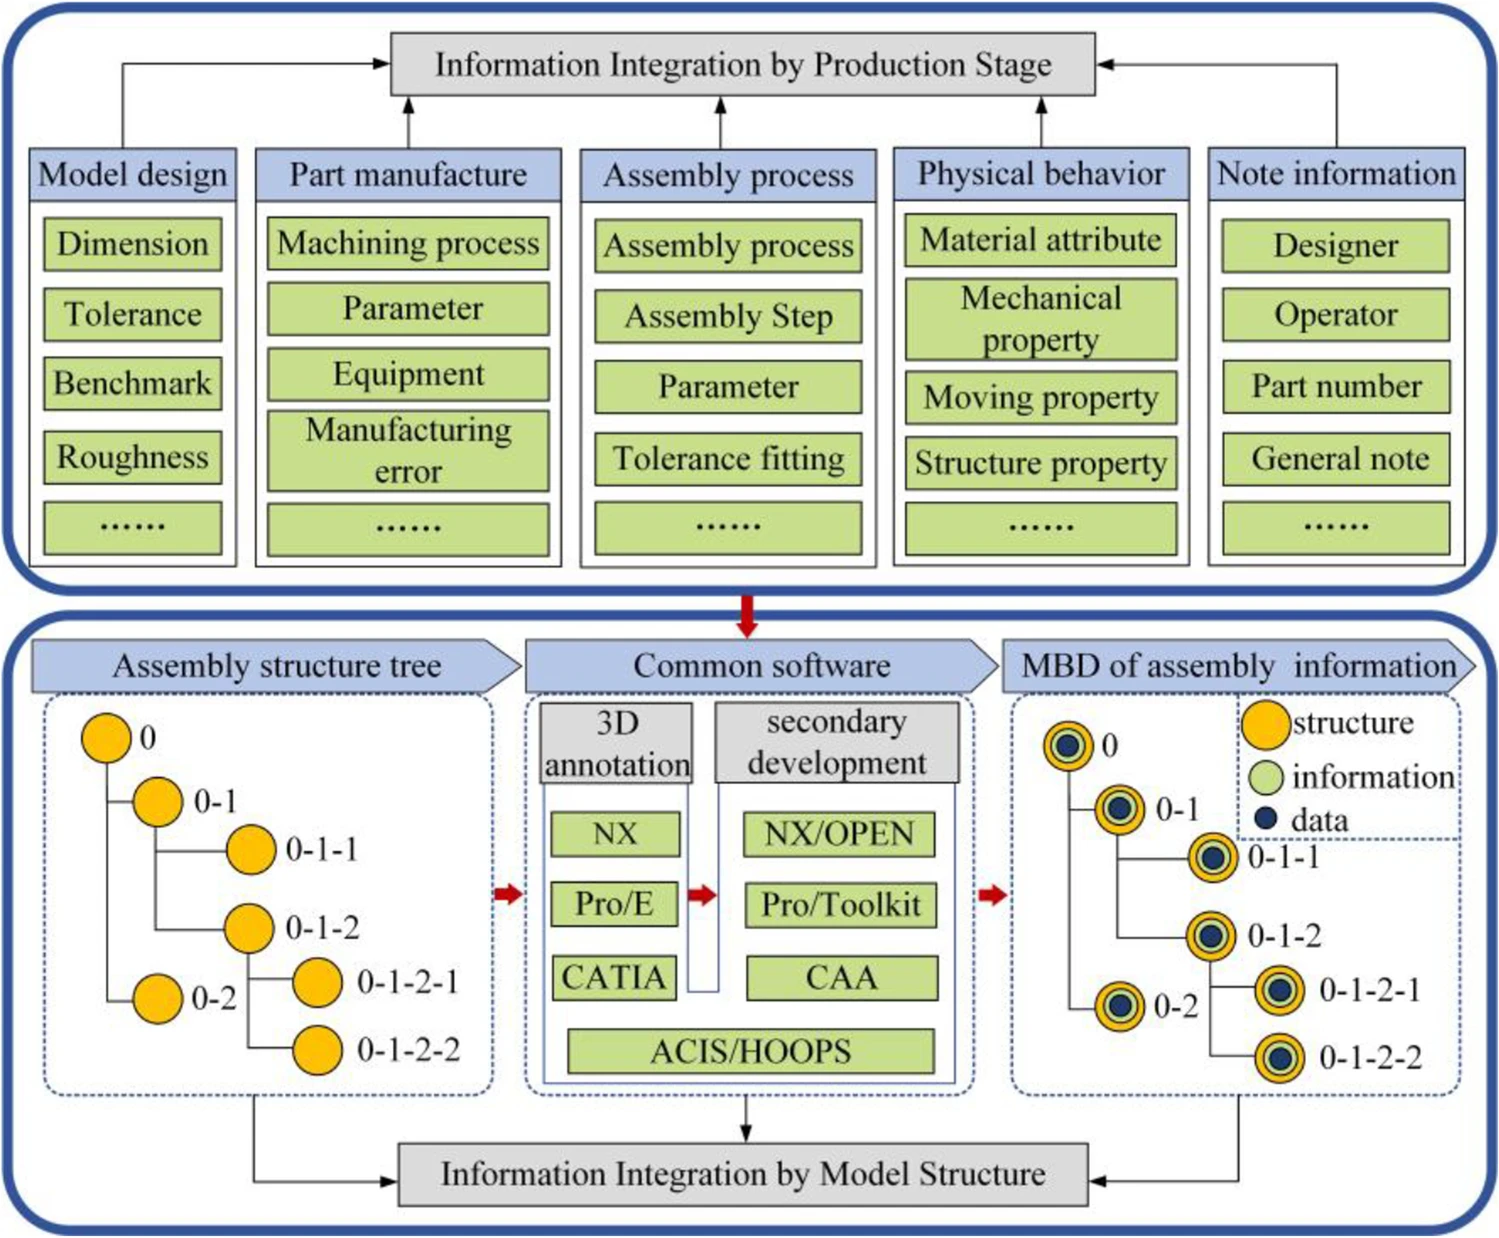 Information Integration by Production Stage
Model design
Dimension
Tolerance
Benchmark
Roughness
......
Part manufacture
Machining process
Parameter
Equipment
Manufacturing
error
......
Assembly process
Assembly process
Assembly Step
Parameter
Tolerance fitting
......
Physical behavior
Material attribute
Mechanical
property
Moving property
Structure property
......
Note information
Designer
Operator
Part number
General note
......
Assembly structure tree
0
0-1
0-1-1
0-1-2
0-1-2-1
0-2
0-1-2-2
Common software
3D
annotation
NX
Pro/E
CATIA
secondary
development
NX/OPEN
Pro/Toolkit
CAA
ACIS/HOOPS
MBD of assembly information
structure
information
data
0
0-1
0-1-1
0-1-2
0-1-2-1
0-2
0-1-2-2
Information Integration by Model Structure